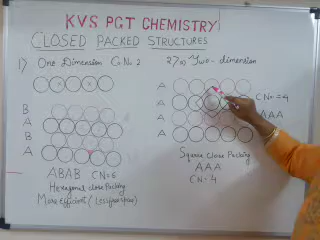 KVS PGT CHEMISTRY
CLOSED PACKED STRUCTURES
1) One Dimension C.No = 2
2) Two-dimension
B
A
B
A
ABAB CN=6
Hexagonal Close Packing
More Efficient (Less free space)
A
A
A
A
CN = 4
AAA
Square Close Packing
AAA
CN = 4